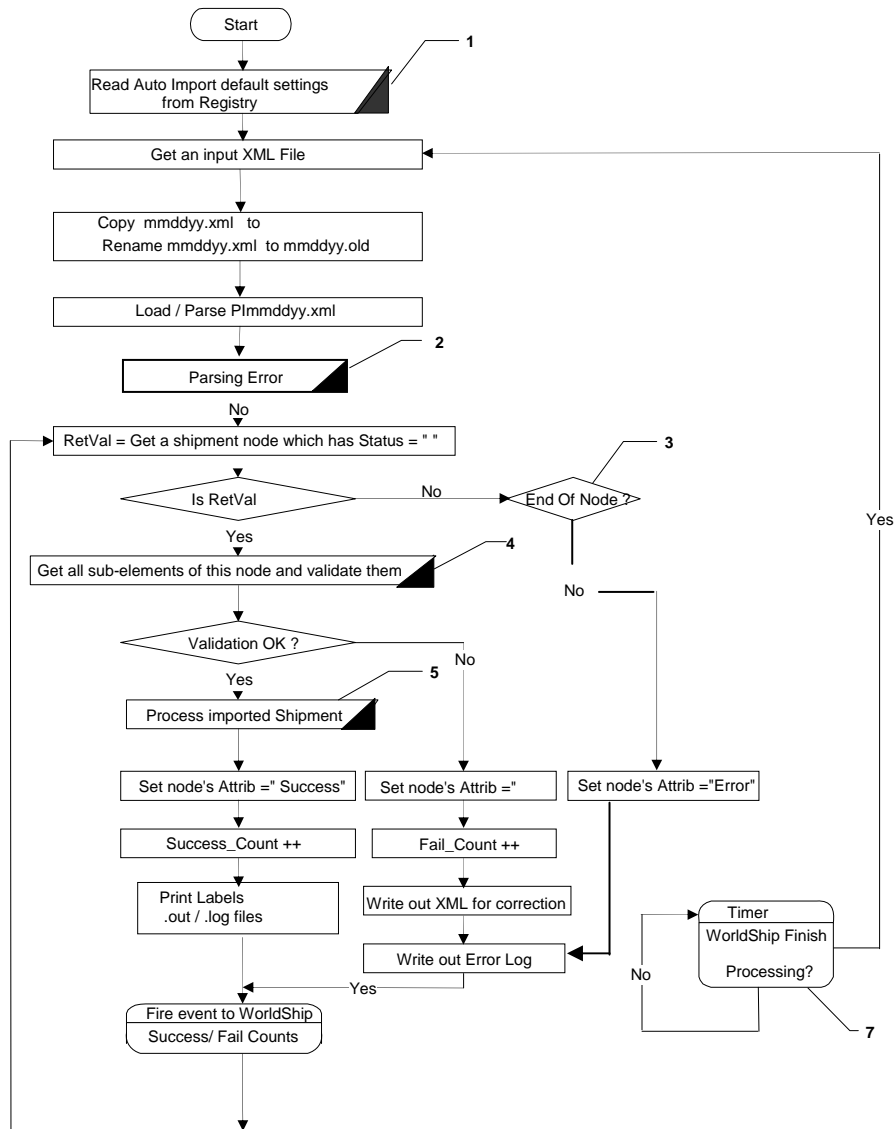 Start
1
Read Auto Import default settings
from Registry
Get an input XML File
Copy mmddyy.xml to
Rename mmddyy.xml to mmddyy.old
Load / Parse PImmddyy.xml
2
Parsing Error
No
RetVal = Get a shipment node which has Status = " "
3
Is RetVal
No
End Of Node ?
Yes
Yes
4
Get all sub-elements of this node and validate them
No
Validation OK ?
No
Yes
5
Process imported Shipment
Set node's Attrib =" Success"
Set node's Attrib ="
Set node's Attrib ="Error"
Success_Count ++
Fail_Count ++
Print Labels
.out / .log files
Write out XML for correction
Timer
WorldShip Finish
Processing?
Write out Error Log
No
Yes
Fire event to WorldShip
Success/ Fail Counts
7